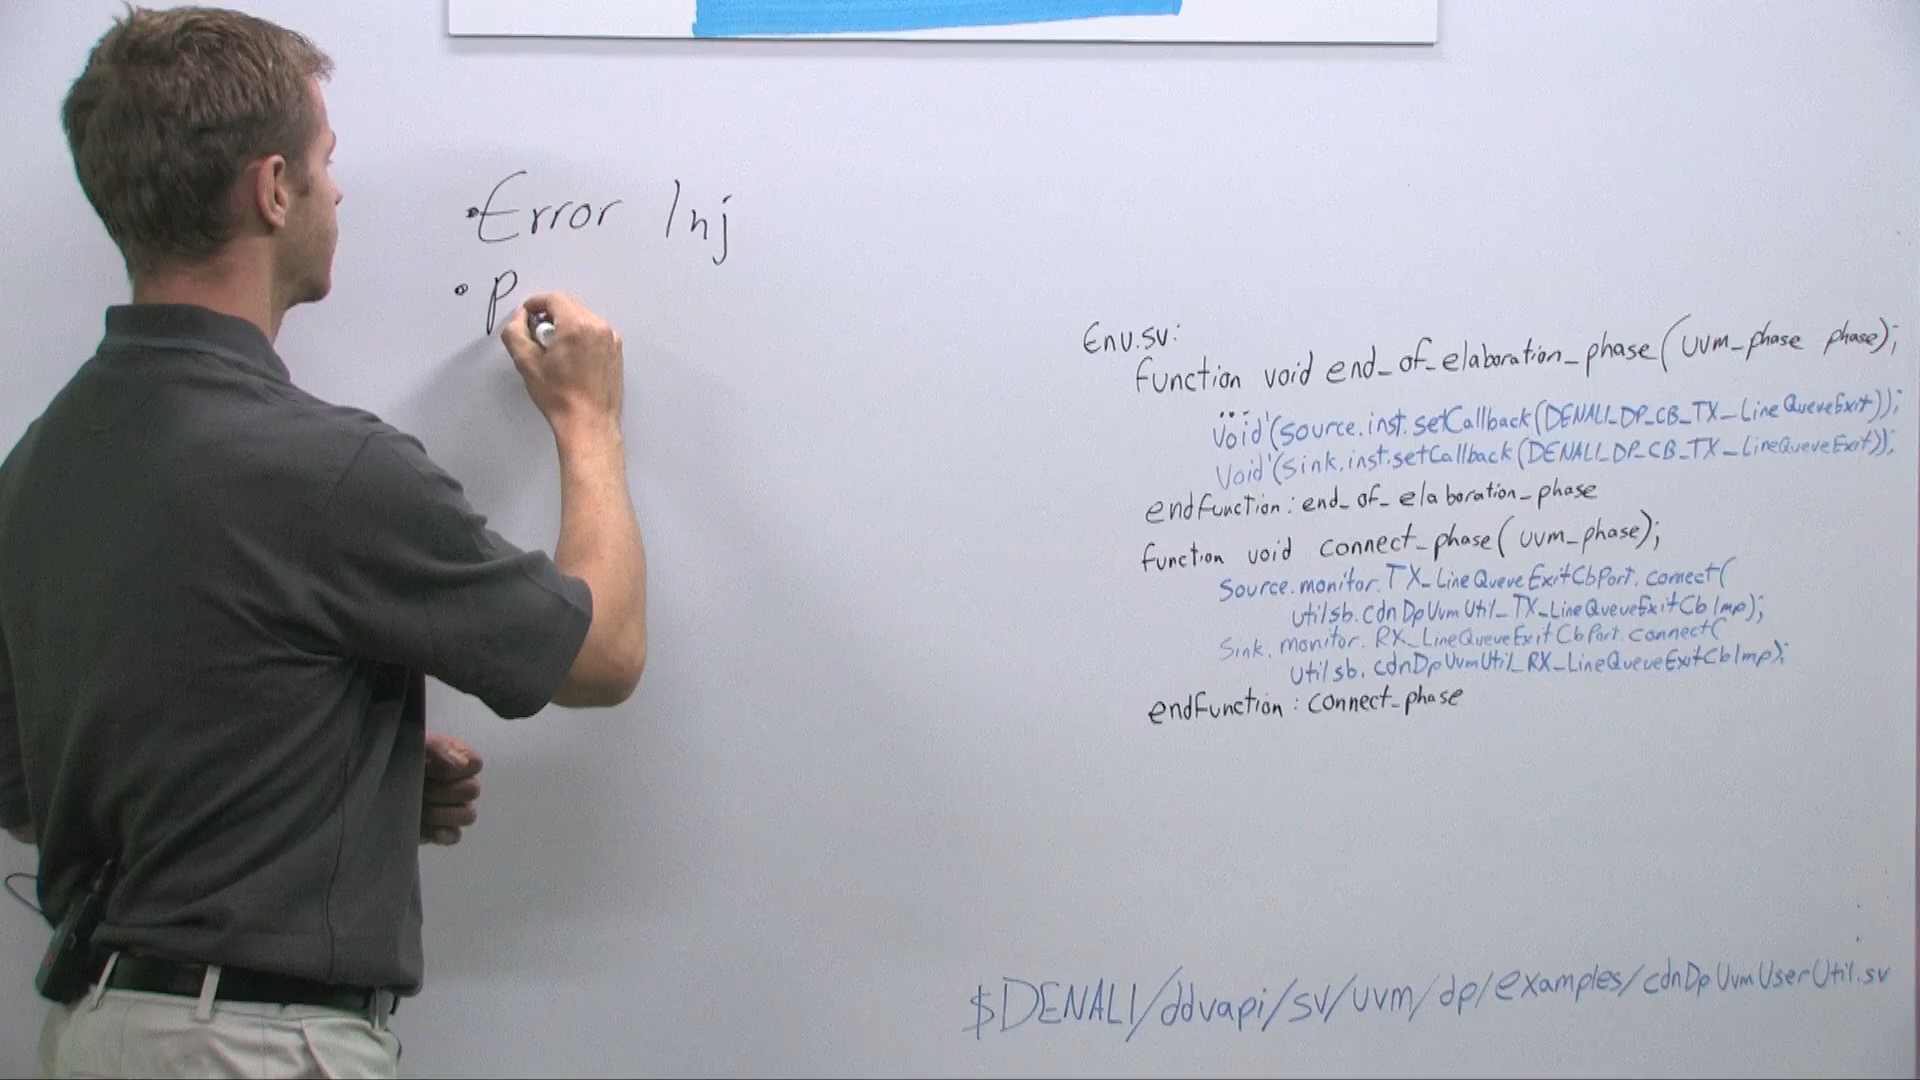 •Error Inj
• P
Env.sv:
function void end_of_elaboration_phase(uvm_phase phase);
...
void'(source.inst.setCallback(DENALI_DP_CB_TX_LineQueueExit));
void'(sink.inst.setCallback(DENALI_DP_CB_TX_LineQueueExit));
endfunction: end_of_elaboration_phase
function void connect_phase(uvm_phase);
source.monitor.TX_LineQueueExitCbPort.connect(
utilsb.cdnDpUvmUtil_TX_LineQueueExitCbImp);
sink.monitor.RX_LineQueueExitCbPort.connect(
utilsb.cdnDpUvmUtil_RX_LineQueueExitCbImp);
endfunction: connect_phase
$DENALI/ddvapi/sv/uvm/dp/examples/cdnDpUvmUserUtil.sv